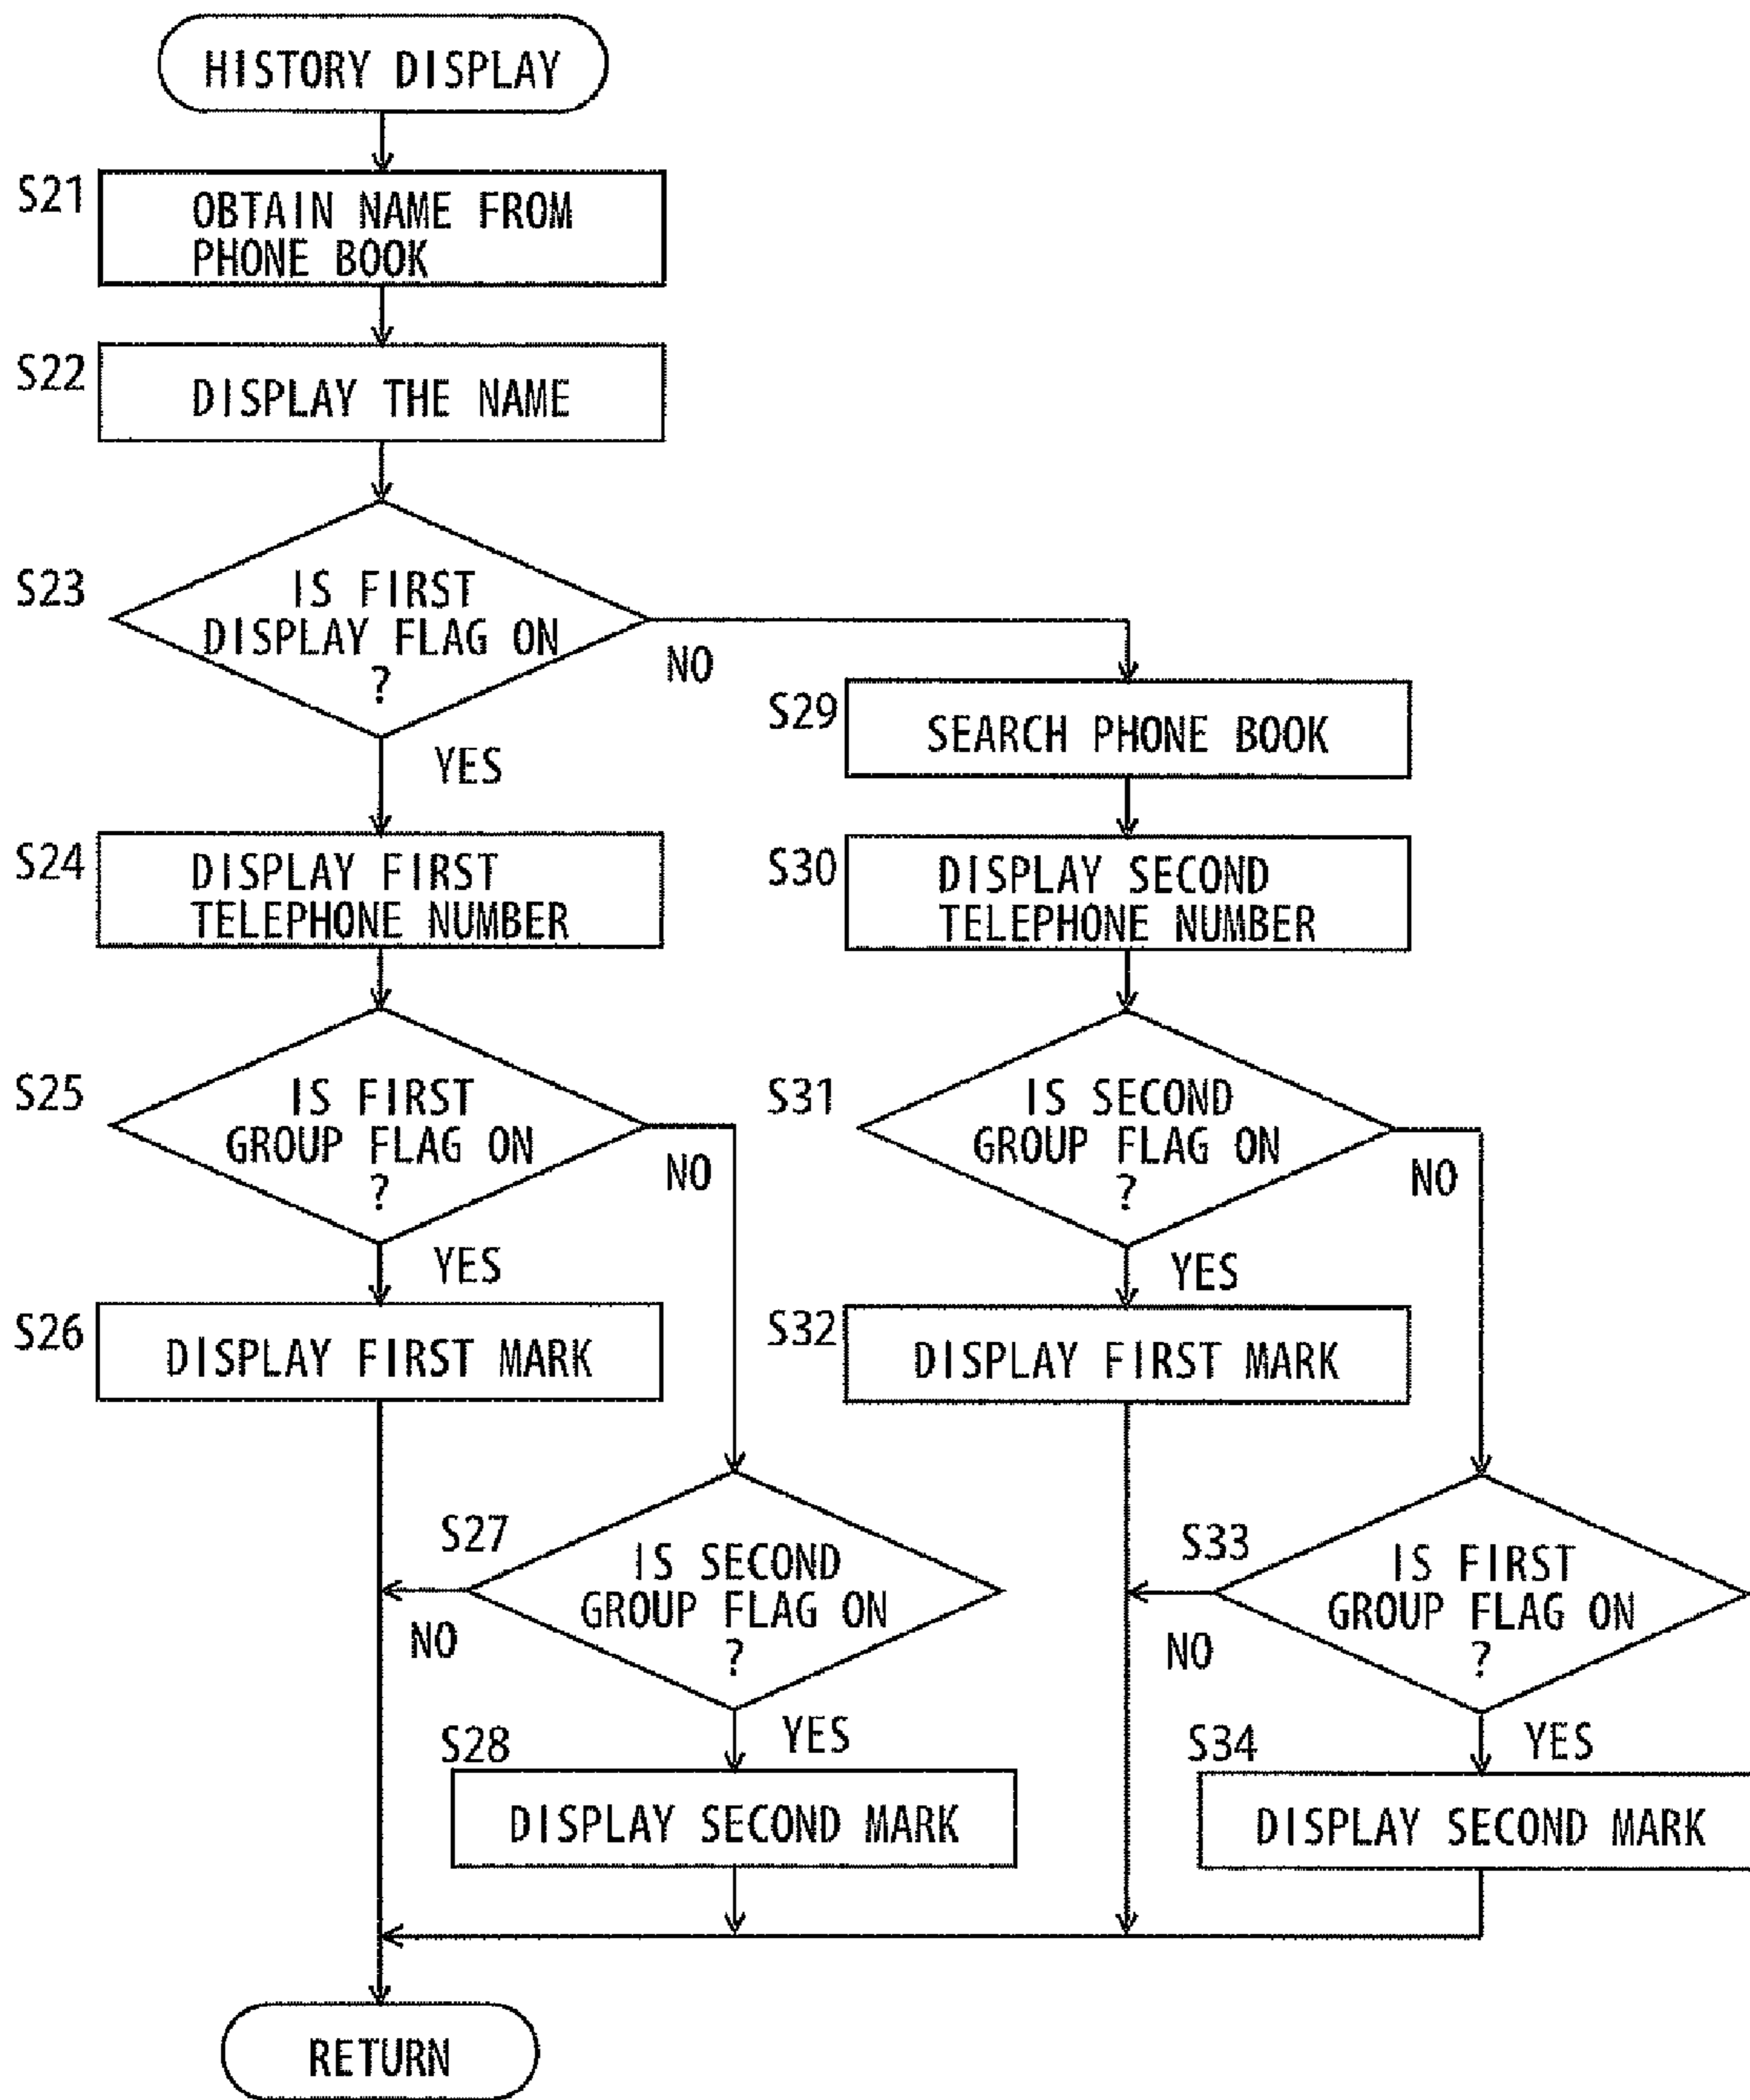 HISTORY DISPLAY
S21
OBTAIN NAME FROM
PHONE BOOK
S22
DISPLAY THE NAME
S23
IS FIRST
DISPLAY FLAG ON
?
NO
YES
S29
SEARCH PHONE BOOK
S24
DISPLAY FIRST
TELEPHONE NUMBER
S30
DISPLAY SECOND
TELEPHONE NUMBER
S25
IS FIRST
GROUP FLAG ON
?
NO
YES
S31
IS SECOND
GROUP FLAG ON
?
NO
YES
S26
DISPLAY FIRST MARK
S32
DISPLAY FIRST MARK
S27
IS SECOND
GROUP FLAG ON
?
NO
YES
S33
IS FIRST
GROUP FLAG ON
?
NO
YES
S28
DISPLAY SECOND MARK
S34
DISPLAY SECOND MARK
RETURN